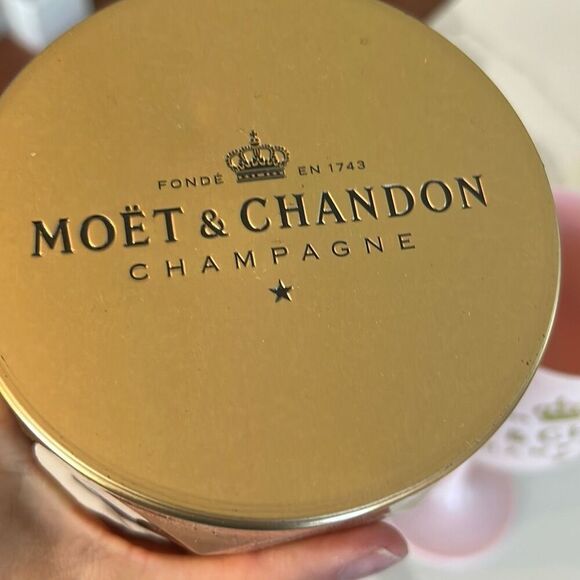 FONDÉ EN 1743
MOËT & CHANDON
CHAMPAGNE